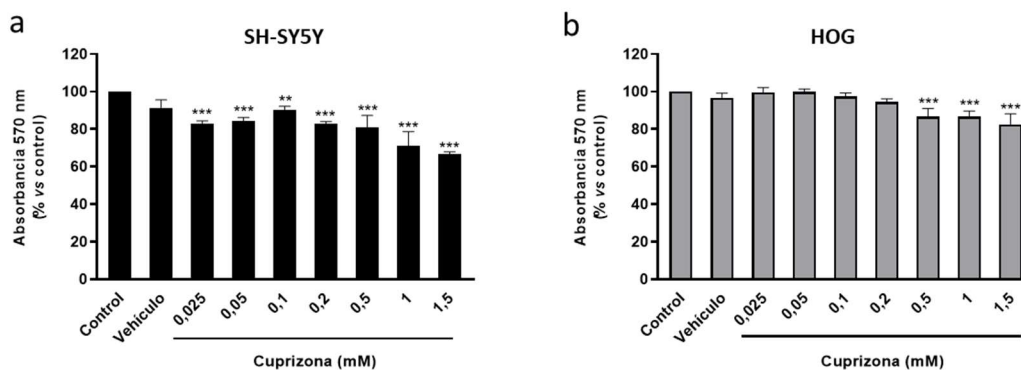 a
SH-SY5Y
Absorbancia 570 nm
(% vs control)
120
100
80
60
40
20
0
***
***
**
***
***
***
***
Control
Vehículo
0,025
0,05
0,1
0,2
0,5
1
1,5
Cuprizona (mM)
b
HOG
Absorbancia 570 nm
(% vs control)
120
100
80
60
40
20
0
***
***
***
Control
Vehículo
0,025
0,05
0,1
0,2
0,5
1
1,5
Cuprizona (mM)